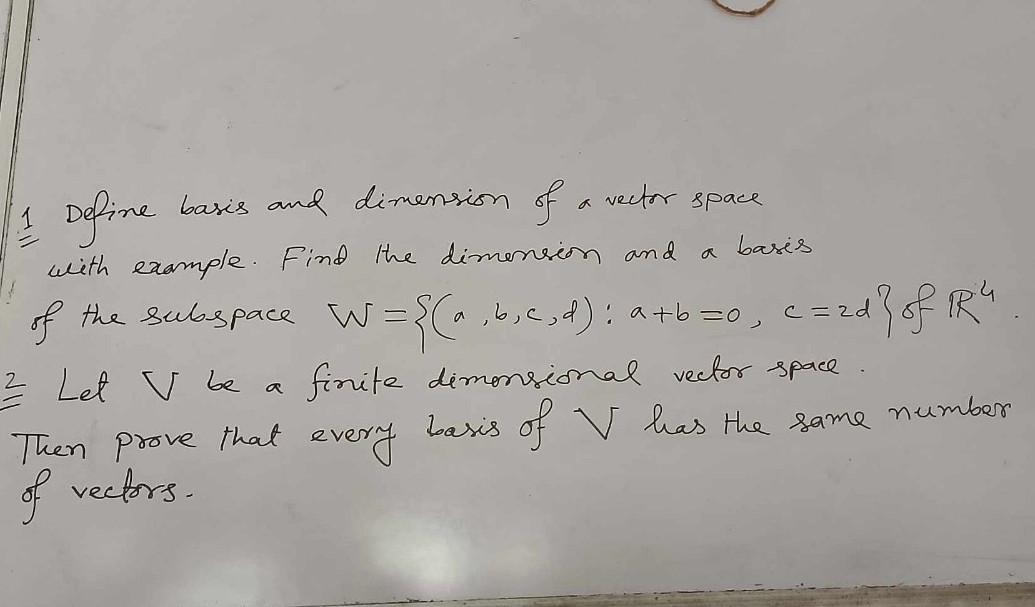 1 Define basis and dimension of a vector space
with example. Find the dimension and a basis
of the subspace W = {(a, b, c, d) : a+b=0, c=2d} of ℝ⁴.
2 Let V be a finite dimensional vector space.
Then prove that every basis of V has the same number
of vectors.